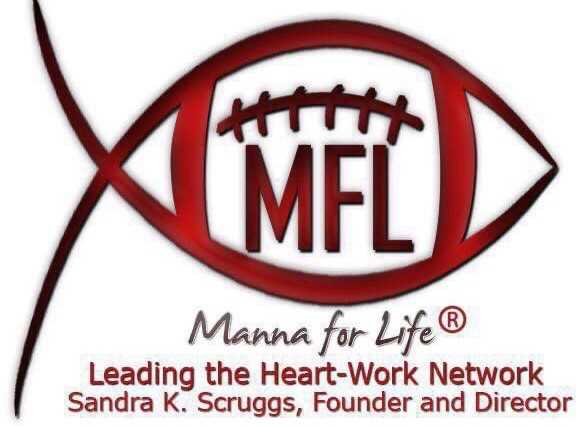 MFL
Manna for Life®
Leading the Heart-Work Network
Sandra K. Scruggs, Founder and Director